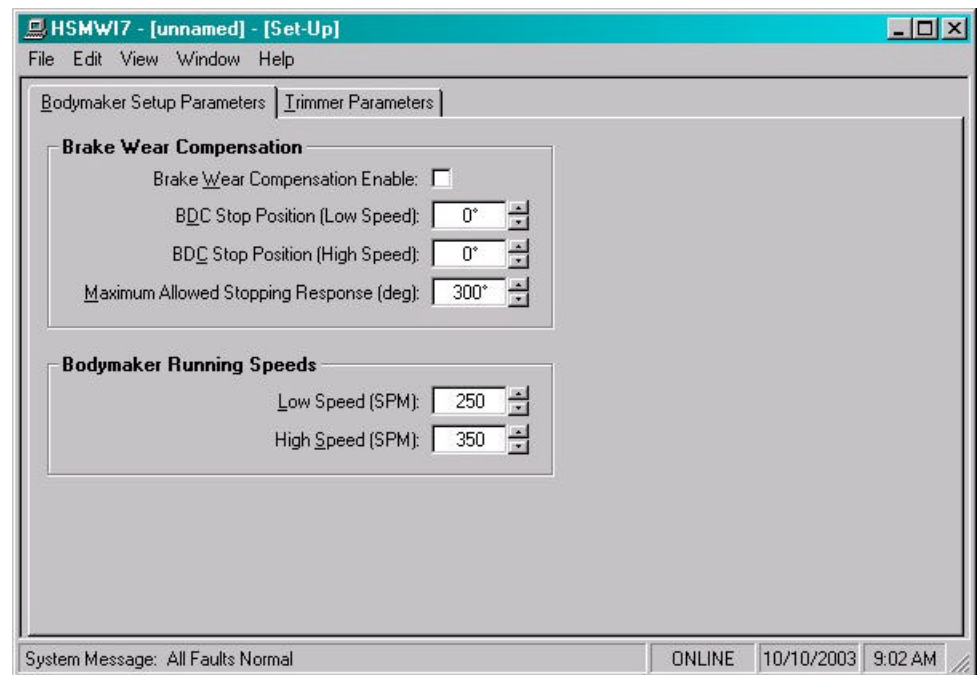 HSMWI7 - [unnamed] - [Set-Up]
File Edit View Window Help
Bodymaker Setup Parameters Trimmer Parameters
Brake Wear Compensation
Brake Wear Compensation Enable:
BDC Stop Position (Low Speed): 0°
BDC Stop Position (High Speed): 0°
Maximum Allowed Stopping Response (deg): 300°
Bodymaker Running Speeds
Low Speed (SPM): 250
High Speed (SPM): 350
System Message: All Faults Normal ONLINE 10/10/2003 9:02 AM